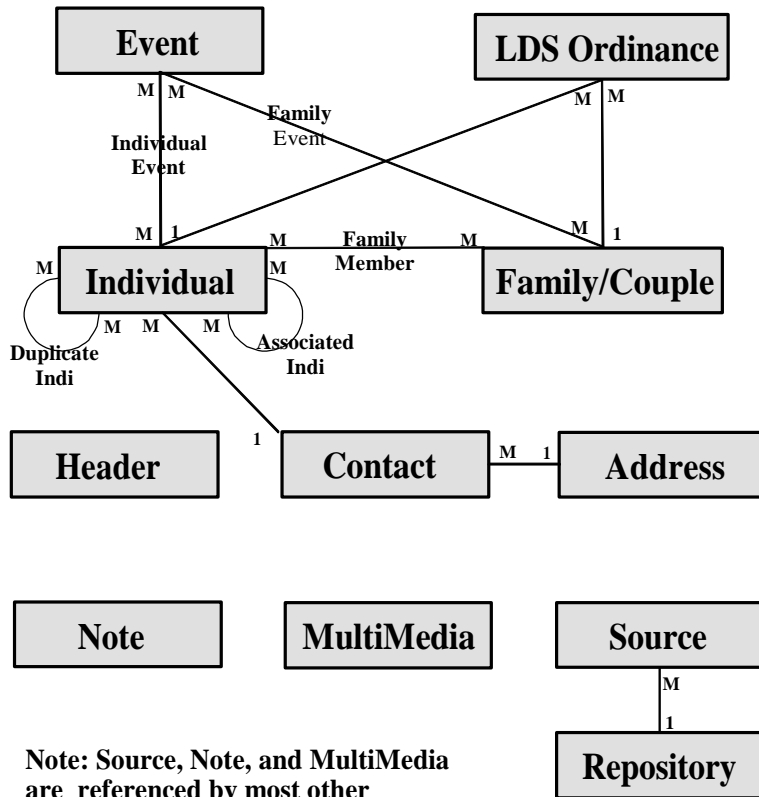 Event
LDS Ordinance
M M
M M
Family
Event
Individual
Event
M 1
M 1
M Family M
Member
M Individual M
Family/Couple
M M M
Duplicate
Indi
Associated
Indi
1
Header
Contact
M 1
Address
Note
MultiMedia
Source
M
1
Repository
Note: Source, Note, and MultiMedia
are referenced by most other